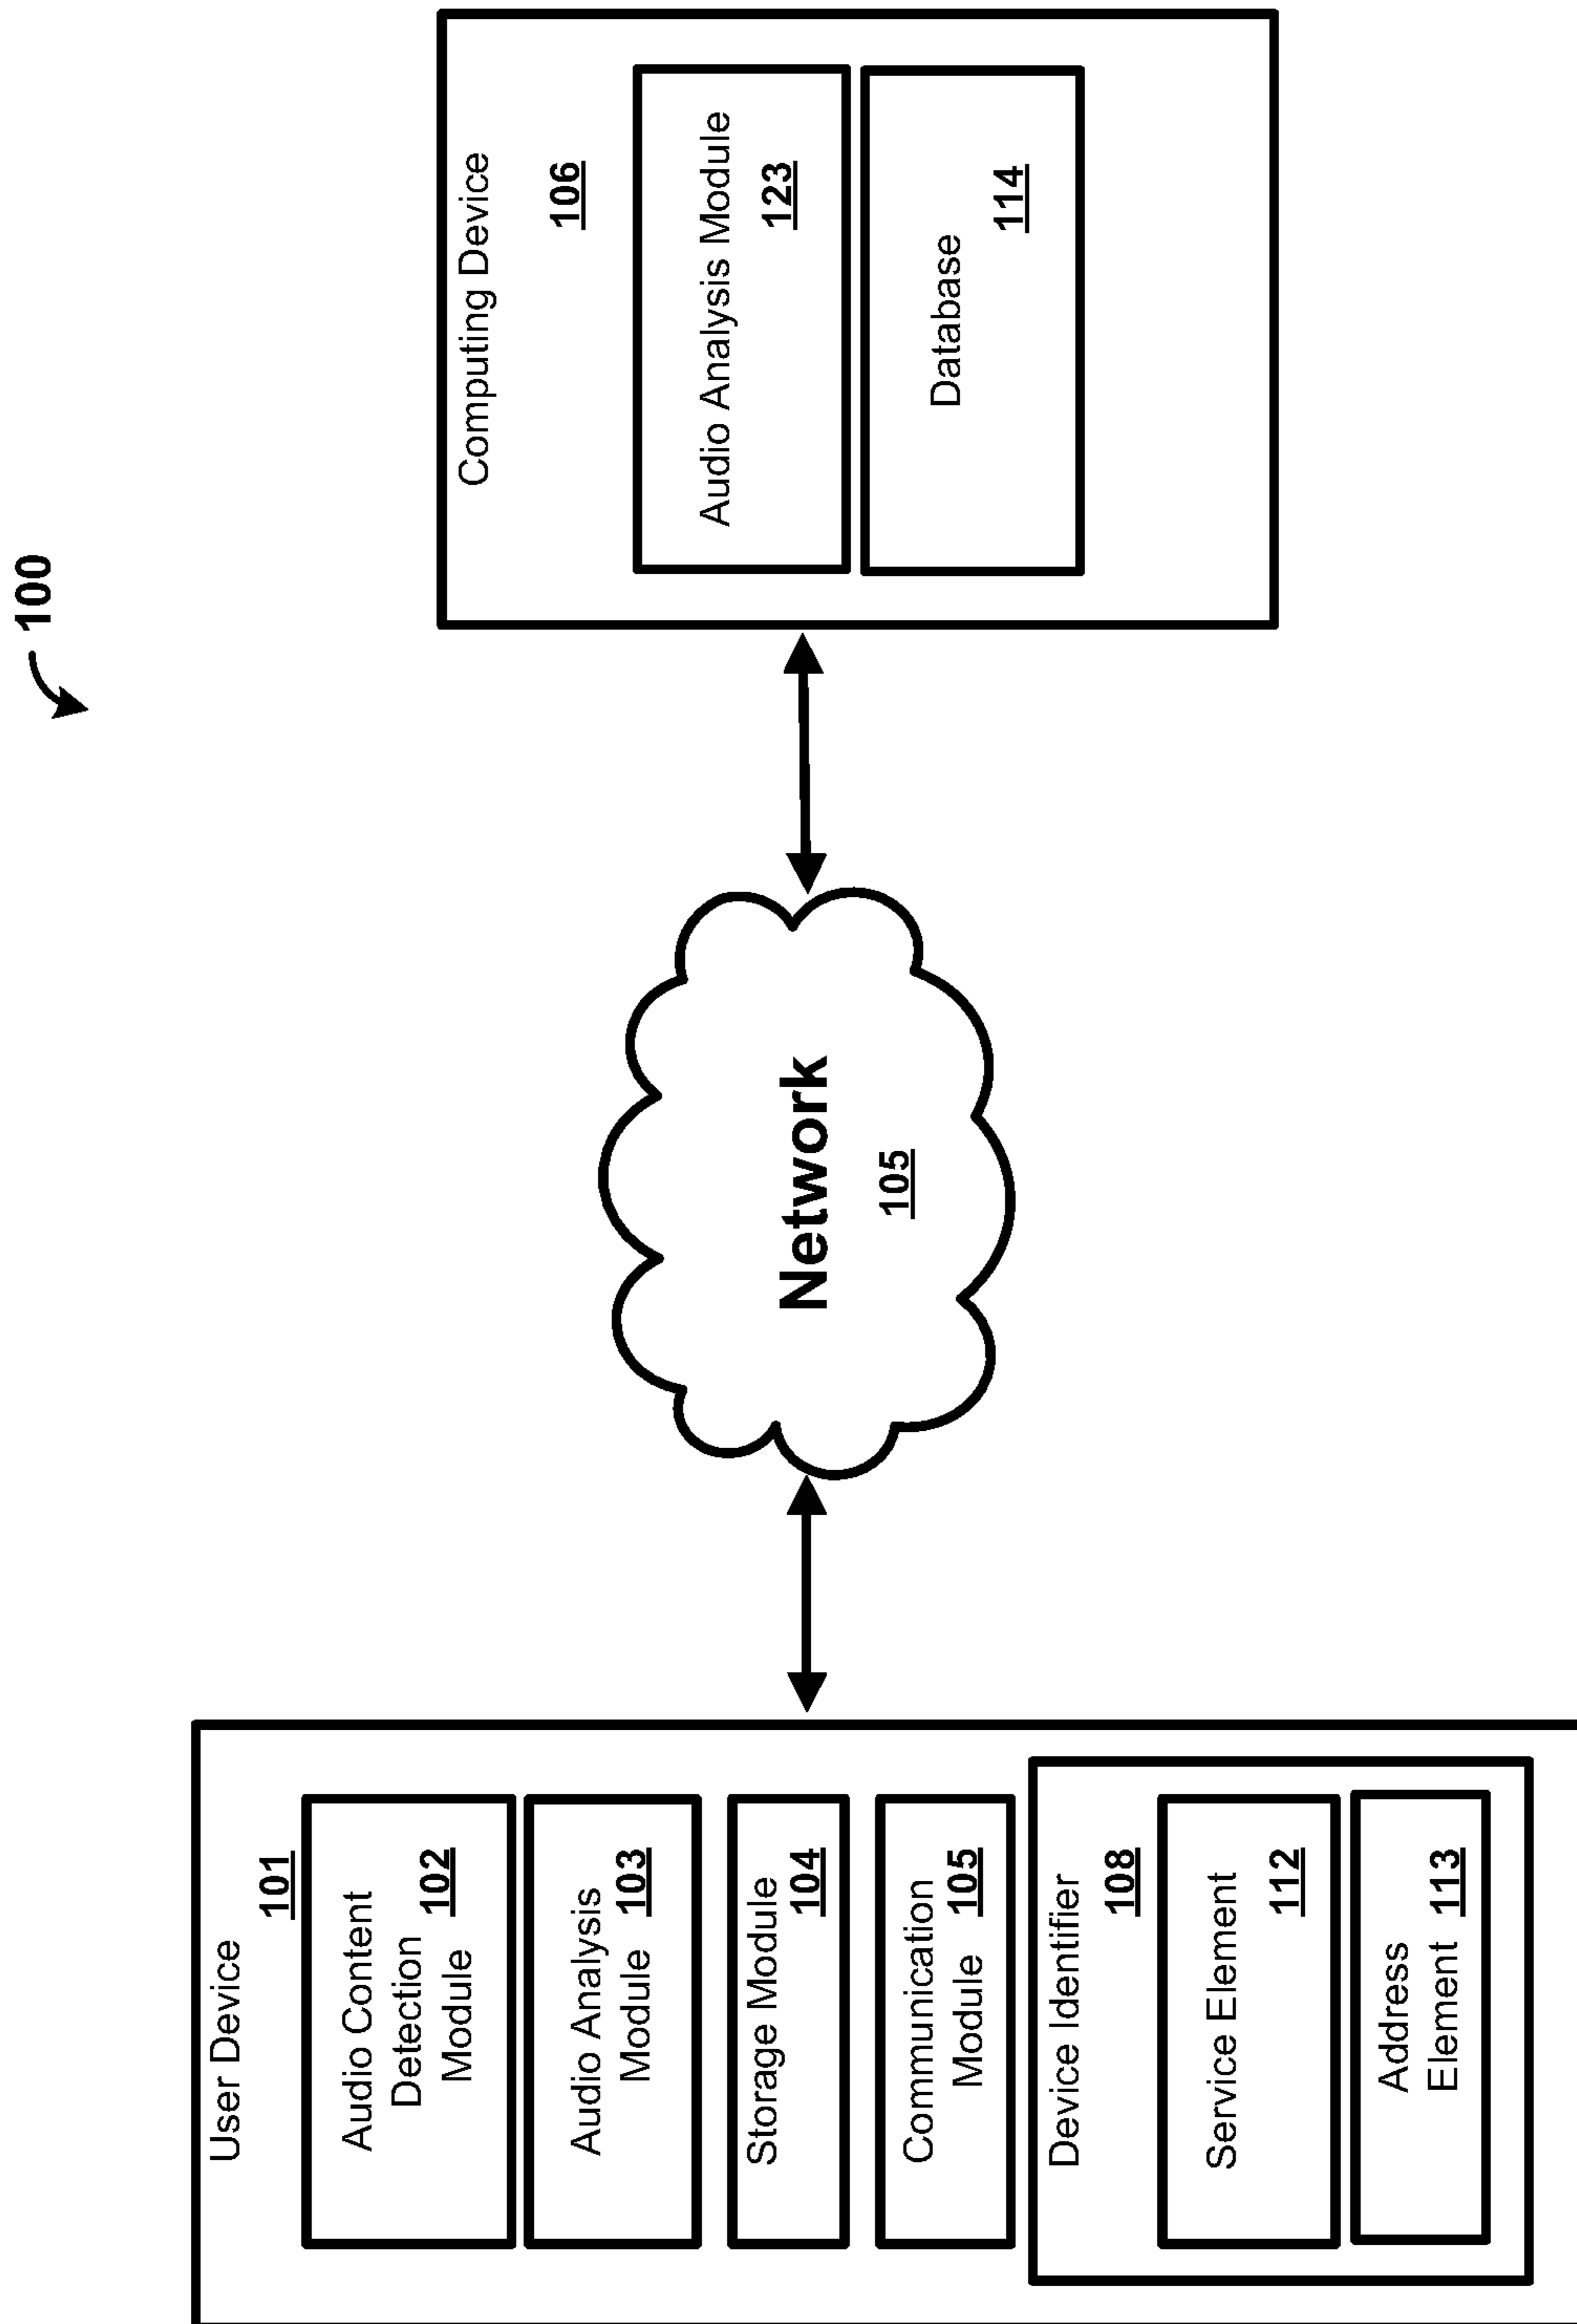 100
User Device
101
Audio Content
Detection
102
Module
Audio Analysis
Module
103
Storage Module
104
Communication
Module
105
Device Identifier
108
Service Element
112
Address
Element
113
Network
105
Computing Device
106
Audio Analysis Module
123
Database
114